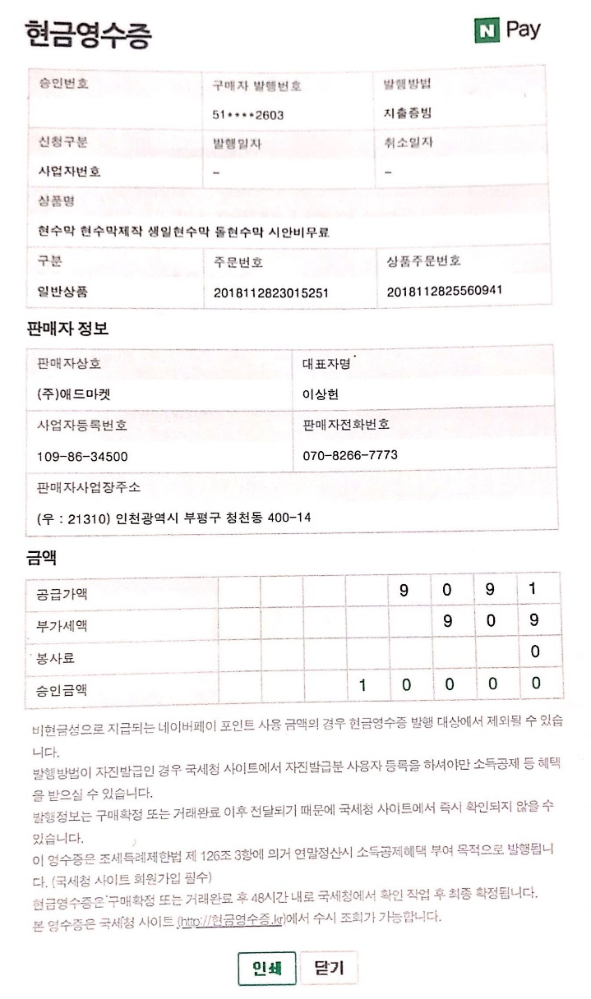 현금영수증
N Pay
승인번호 구매자 발행번호 발행방법
51****2603 지출증빙
신청구분 발행일자 취소일자
사업자번호 – –
상품명
현수막 현수막제작 생일현수막 돌현수막 시안비무료
구분 주문번호 상품주문번호
일반상품 2018112823015251 2018112825560941
판매자 정보
판매자상호 대표자명
(주)애드마켓 이상헌
사업자등록번호 판매자전화번호
109-86-34500 070-8266-7773
판매자사업장주소
(우 : 21310) 인천광역시 부평구 청천동 400-14
금액
공급가액 9 0 9 1
부가세액 9 0 9
봉사료 0
승인금액 1 0 0 0 0
비현금성으로 지급되는 네이버페이 포인트 사용 금액의 경우 현금영수증 발행 대상에서 제외될 수 있습
니다.
발행방법이 자진발급인 경우 국세청 사이트에서 자진발급분 사용자 등록을 하셔야만 소득공제 등 혜택
을 받으실 수 있습니다.
발행정보는 구매확정 또는 거래완료 이후 전달되기 때문에 국세청 사이트에서 즉시 확인되지 않을 수
있습니다.
이 영수증은 조세특례제한법 제 126조 3항에 의거 연말정산시 소득공제혜택 부여 목적으로 발행됩니
다. (국세청 사이트 회원가입 필수)
현금영수증은 구매확정 또는 거래완료 후 48시간 내로 국세청에서 확인 작업 후 최종 확정됩니다.
본 영수증은 국세청 사이트 (http://현금영수증.kr)에서 수시 조회가 가능합니다.
인쇄 닫기